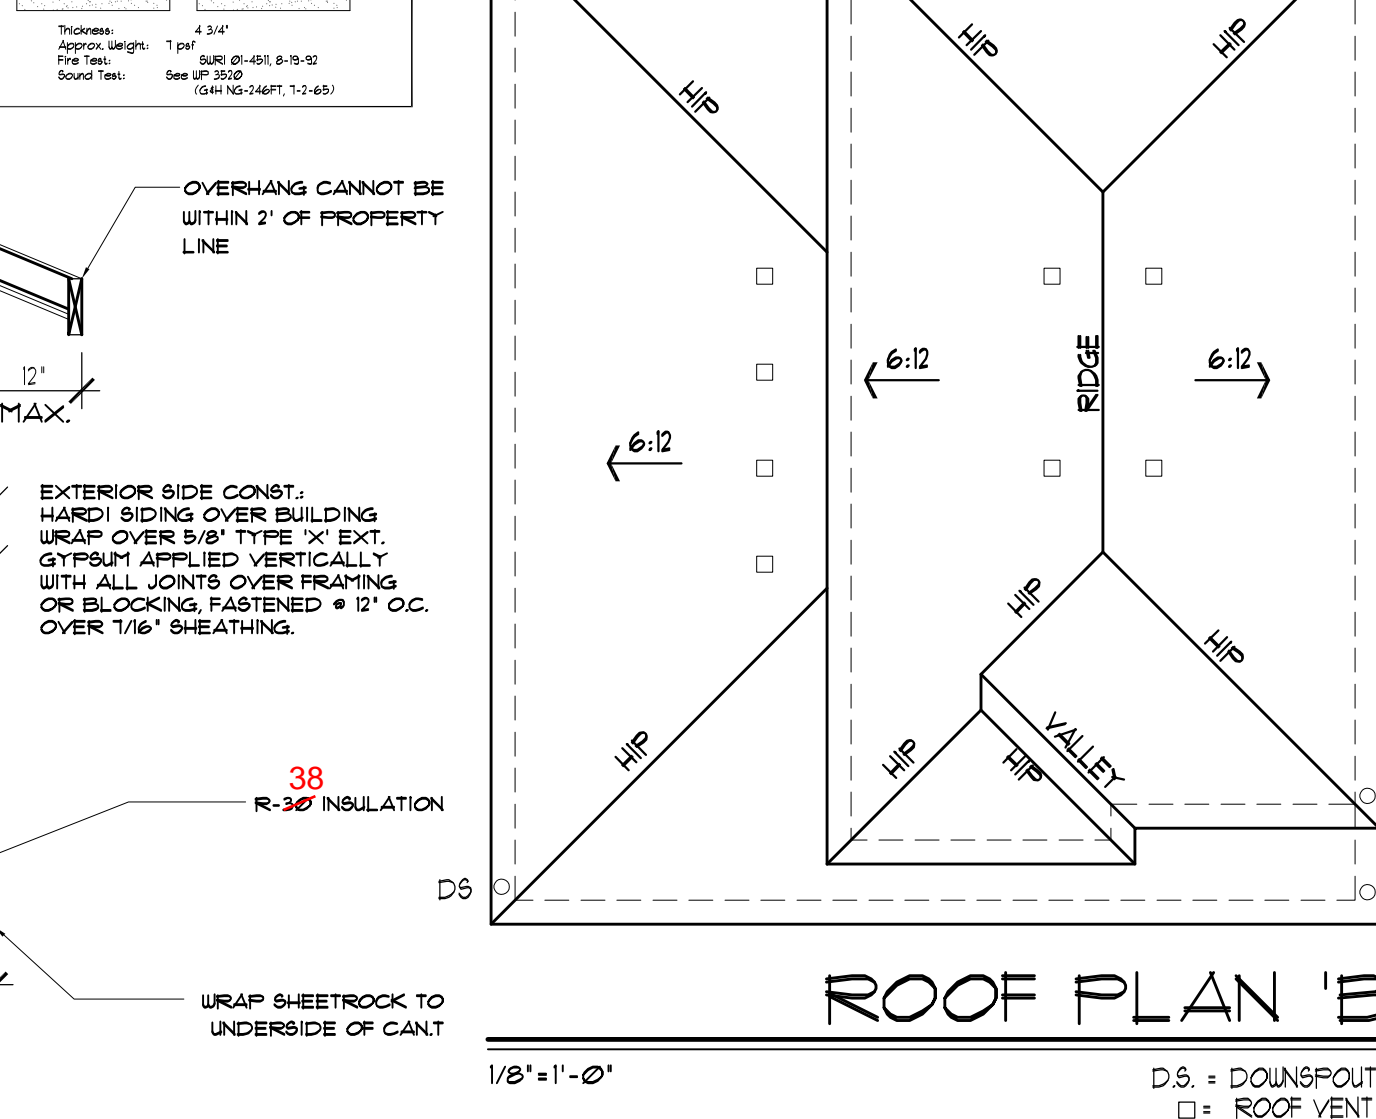 Thickness: 4 3/4"
Approx. Weight: 7 psf
Fire Test: SWRI 01-4511, 8-19-92
Sound Test: See WP 3520
(G&H NG-246FT, 7-2-65)
OVERHANG CANNOT BE
WITHIN 2' OF PROPERTY
LINE
12"
MAX.
EXTERIOR SIDE CONST.:
HARDI SIDING OVER BUILDING
WRAP OVER 5/8" TYPE 'X' EXT.
GYPSUM APPLIED VERTICALLY
WITH ALL JOINTS OVER FRAMING
OR BLOCKING, FASTENED @ 12" O.C.
OVER 7/16" SHEATHING.
38
R-30 INSULATION
WRAP SHEETROCK TO
UNDERSIDE OF CAN.T
HIP
HIP
HIP
RIDGE
6:12
6:12
6:12
HIP
HIP
HIP
HIP
HIP
VALLEY
DS
ROOF PLAN 'B
1/8"=1'-0"
D.S. = DOWNSPOUT
= ROOF VENT